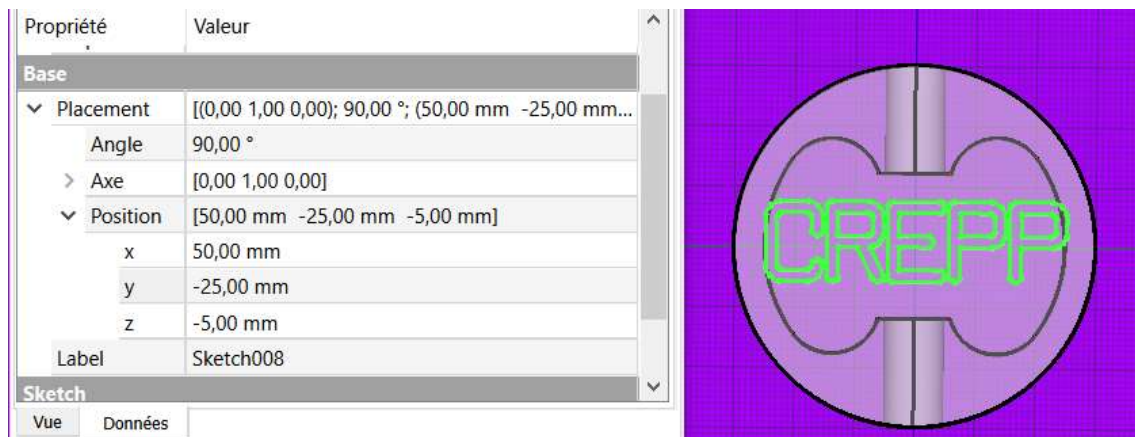 Propriété Valeur
Base
Placement [(0,00 1,00 0,00); 90,00 °; (50,00 mm -25,00 mm...
Angle 90,00 °
Axe [0,00 1,00 0,00]
Position [50,00 mm -25,00 mm -5,00 mm]
x 50,00 mm
y -25,00 mm
z -5,00 mm
Label Sketch008
Sketch
Vue Données
CREPP